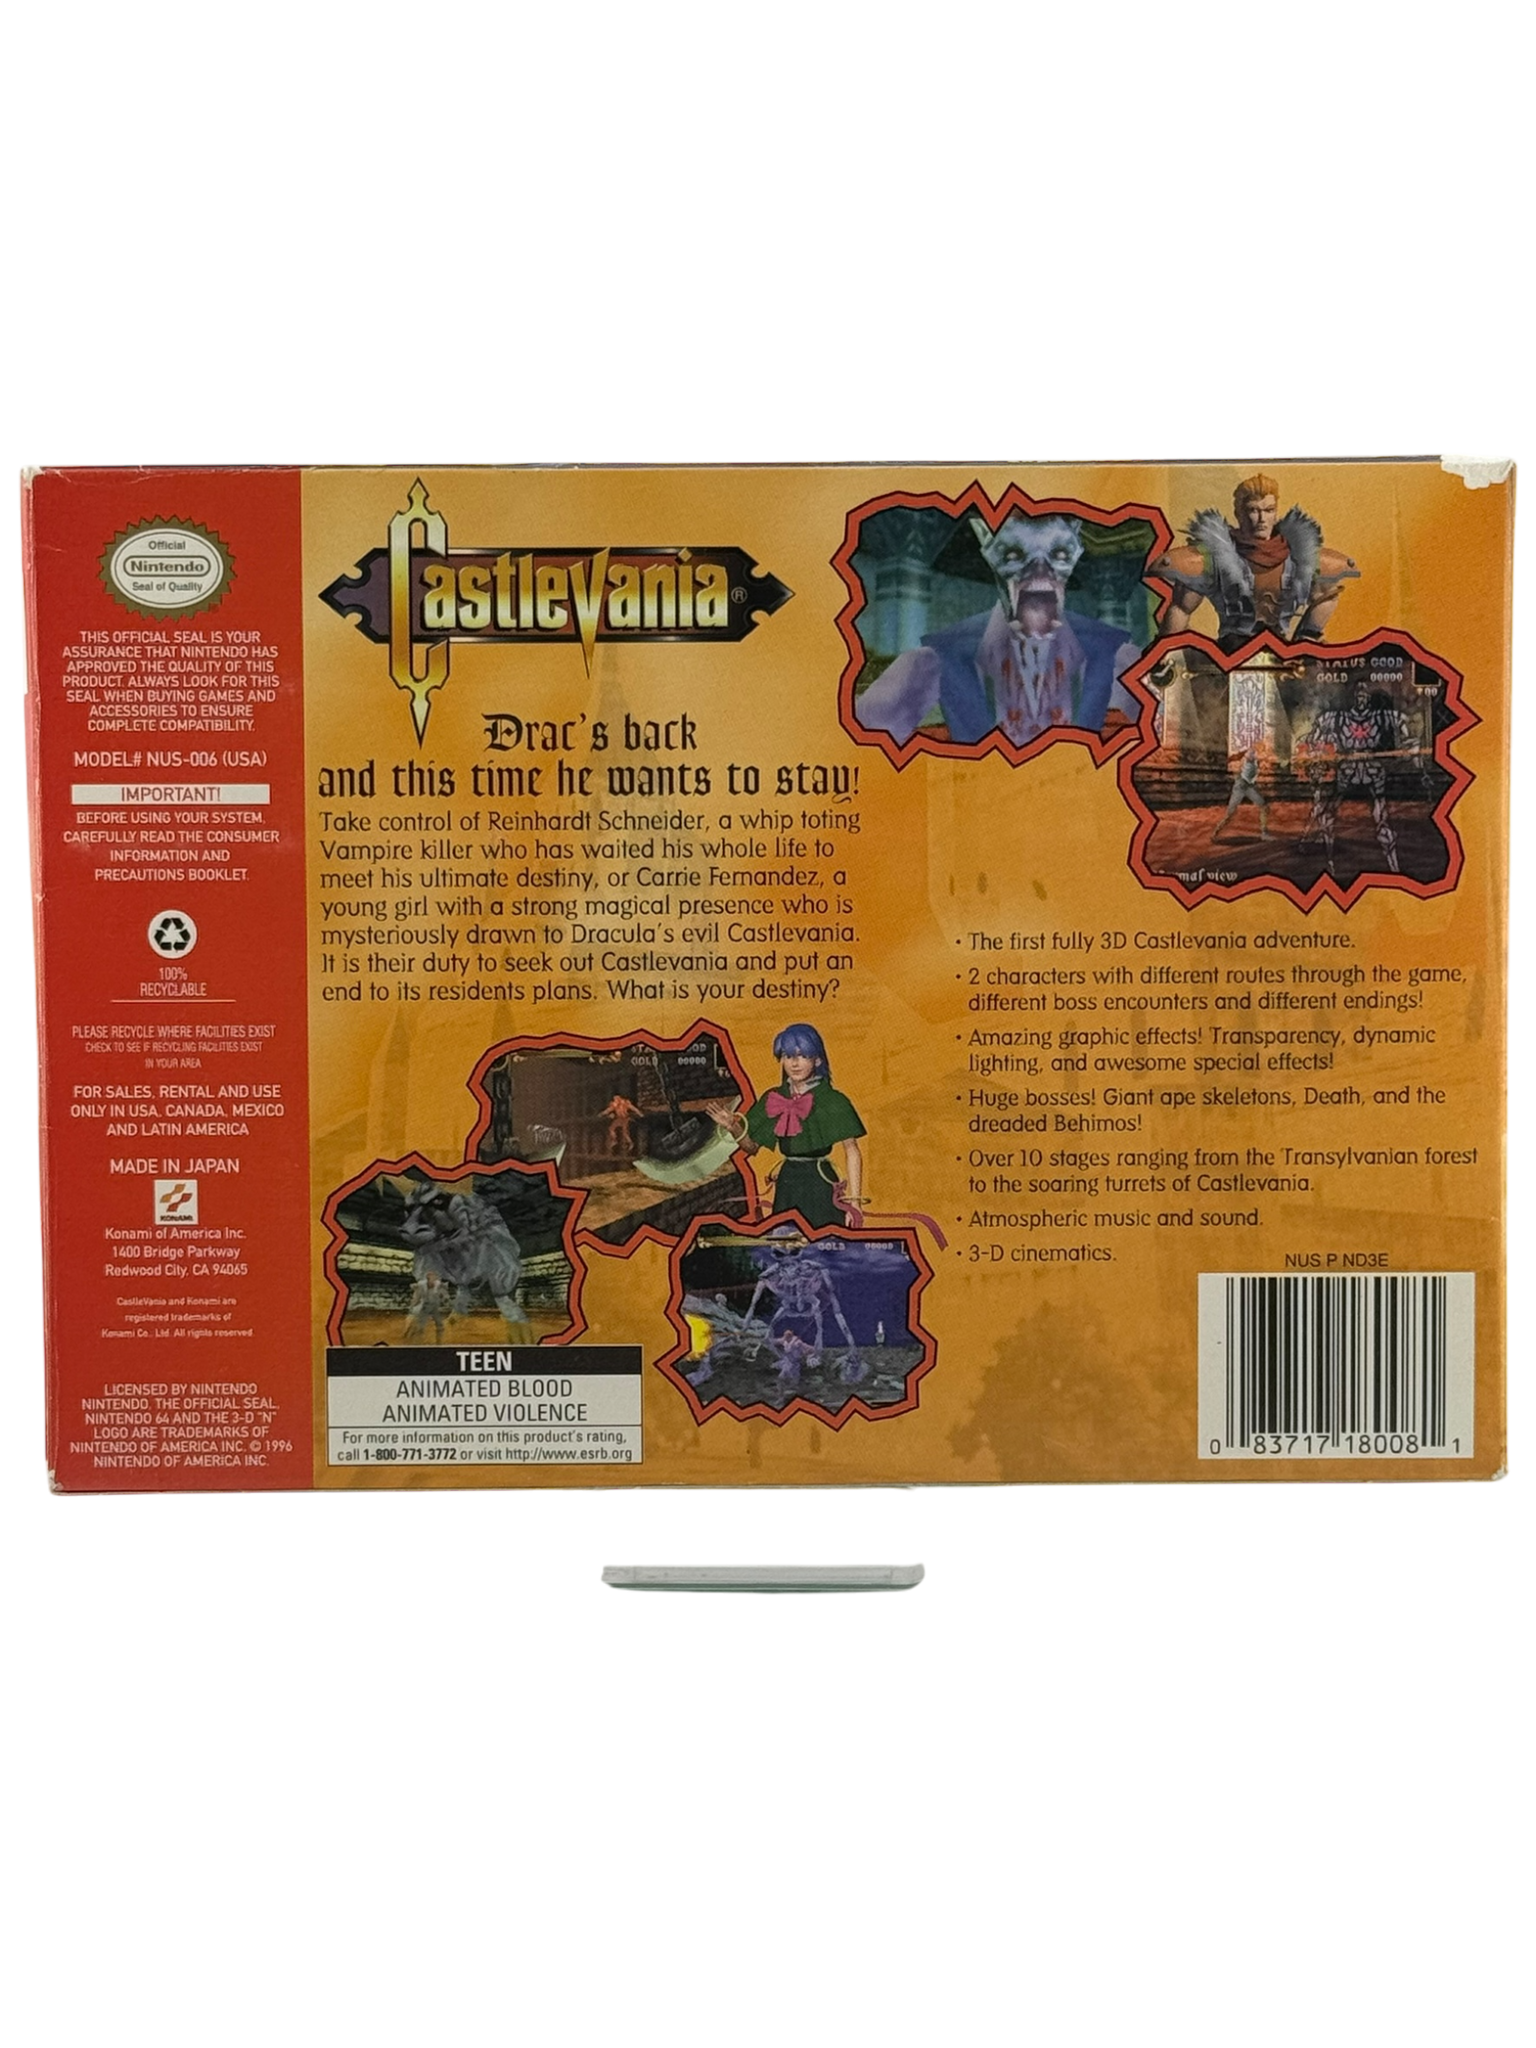 Official
Nintendo
Seal of Quality
THIS OFFICIAL SEAL IS YOUR
ASSURANCE THAT NINTENDO HAS
APPROVED THE QUALITY OF THIS
PRODUCT. ALWAYS LOOK FOR THIS
SEAL WHEN BUYING GAMES AND
ACCESSORIES TO ENSURE
COMPLETE COMPATIBILITY.
MODEL# NUS-006 (USA)
IMPORTANT!
BEFORE USING YOUR SYSTEM,
CAREFULLY READ THE CONSUMER
INFORMATION AND
PRECAUTIONS BOOKLET.
100%
RECYCLABLE
PLEASE RECYCLE WHERE FACILITIES EXIST
CHECK TO SEE IF RECYCLING FACILITIES EXIST
IN YOUR AREA
FOR SALES, RENTAL AND USE
ONLY IN USA, CANADA, MEXICO
AND LATIN AMERICA
MADE IN JAPAN
KONAMI
Konami of America Inc.
1400 Bridge Parkway
Redwood City, CA 94065
CastleVania and Konami are
registered trademarks of
Konami Co., Ltd. All rights reserved.
LICENSED BY NINTENDO
NINTENDO, THE OFFICIAL SEAL,
NINTENDO 64 AND THE 3-D "N"
LOGO ARE TRADEMARKS OF
NINTENDO OF AMERICA INC. © 1996
NINTENDO OF AMERICA INC.
CastleVania®
Drac's back
and this time he wants to stay!
Take control of Reinhardt Schneider, a whip toting
Vampire killer who has waited his whole life to
meet his ultimate destiny, or Carrie Fernandez, a
young girl with a strong magical presence who is
mysteriously drawn to Dracula's evil Castlevania.
It is their duty to seek out Castlevania and put an
end to its residents plans. What is your destiny?
GOLD 00000
GOLD 00000
TEEN
ANIMATED BLOOD
ANIMATED VIOLENCE
For more information on this product's rating,
call 1-800-771-3772 or visit http://www.esrb.org
STATUS GOOD
GOLD 00000
mal view
• The first fully 3D Castlevania adventure.
• 2 characters with different routes through the game,
different boss encounters and different endings!
• Amazing graphic effects! Transparency, dynamic
lighting, and awesome special effects!
• Huge bosses! Giant ape skeletons, Death, and the
dreaded Behimos!
• Over 10 stages ranging from the Transylvanian forest
to the soaring turrets of Castlevania.
• Atmospheric music and sound.
• 3-D cinematics.
NUS P ND3E
0 83717 18008 1